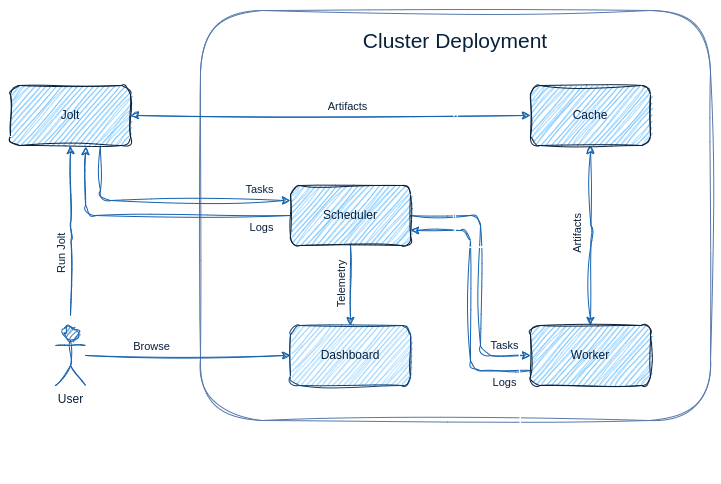 Cluster Deployment
Jolt
Artifacts
Cache
Tasks
Scheduler
Logs
Run Jolt
Telemetry
Artifacts
Browse
Dashboard
Tasks
Worker
Logs
User